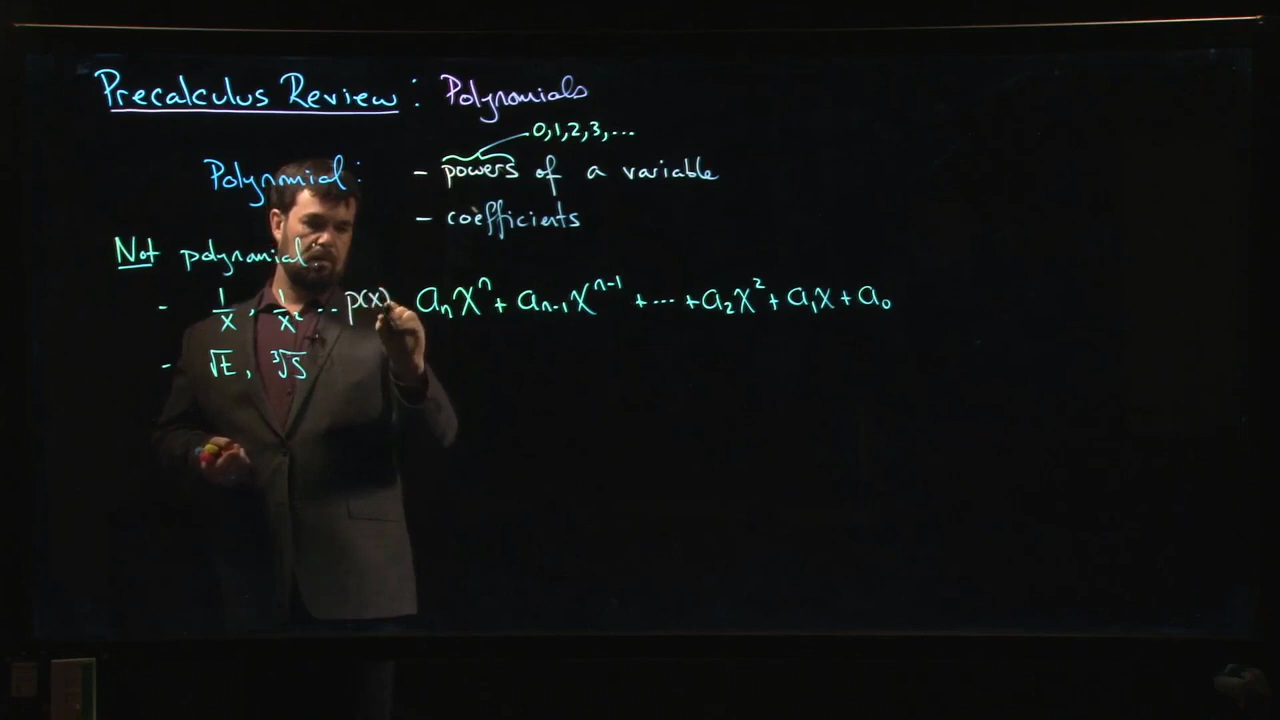 Precalculus Review: Polynomials
0,1,2,3,...
Polynomial: - powers of a variable
- coefficients
Not polynomial:
- 1/x, 1/x² ... p(x) aₙxⁿ + aₙ₋₁xⁿ⁻¹ + ... + a₂x² + a₁x + a₀
- √t, ³√s